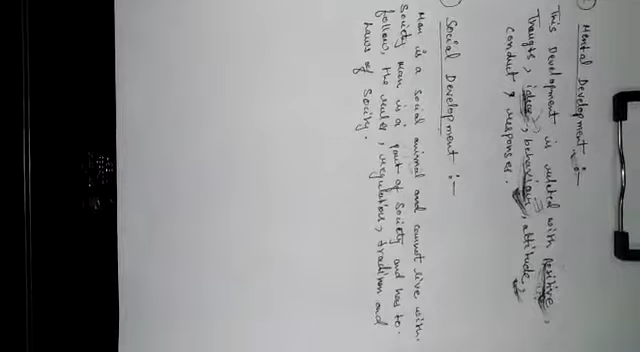 Mental Development :-
This Development is related with positive,
Thoughts, ideas, behaviour, attitude,
conduct & responses.
Social Development :-
Man is a social animal and cannot live with-
Society man is a part of Society and has to
follow, the rules, regulations, tradition and
Laws of Society.